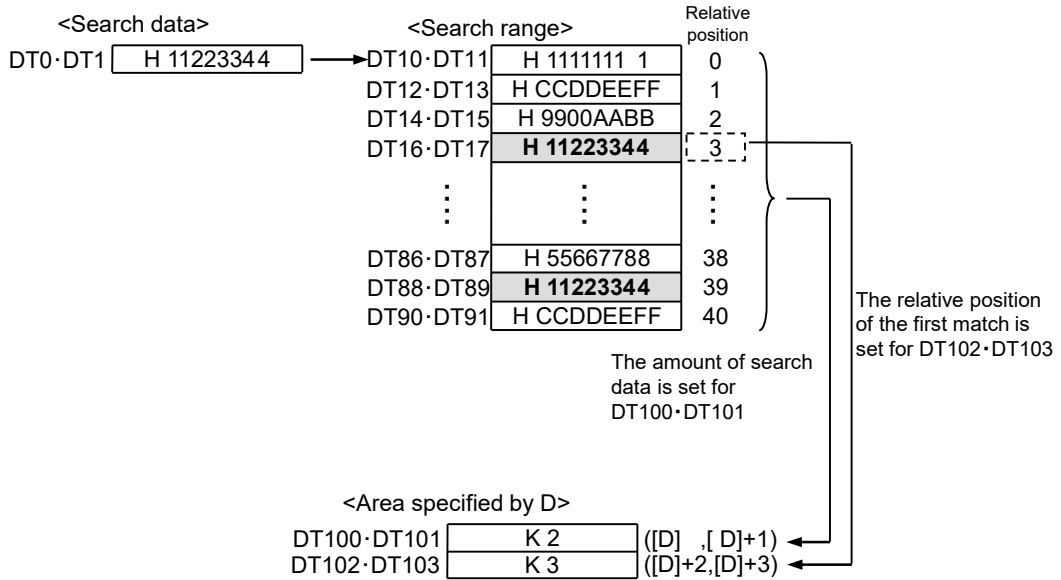 <Search data>
DT0·DT1 H 11223344
<Search range>
Relative
position
DT10·DT11 H 1111111 1 0
DT12·DT13 H CCDDEEFF 1
DT14·DT15 H 9900AABB 2
DT16·DT17 H 11223344 3
DT86·DT87 H 55667788 38
DT88·DT89 H 11223344 39
DT90·DT91 H CCDDEEFF 40
The relative position
of the first match is
set for DT102·DT103
The amount of search
data is set for
DT100·DT101
<Area specified by D>
DT100·DT101 K 2 ([D] ,[ D]+1)
DT102·DT103 K 3 ([D]+2,[D]+3)